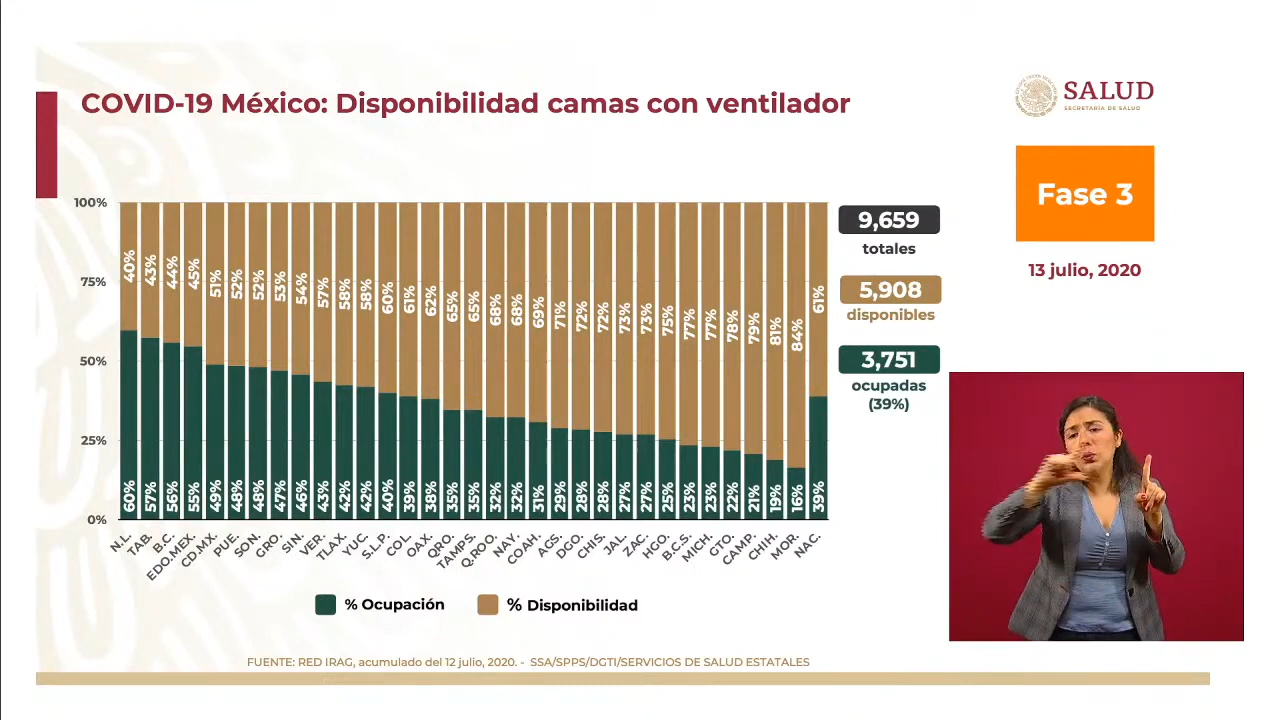 COVID-19 México: Disponibilidad camas con ventilador
SALUD
SECRETARÍA DE SALUD
Fase 3
13 julio, 2020
100%
75%
50%
25%
0%
40% 43% 44% 45% 51% 52% 52% 53% 54% 57% 58% 58% 60% 61% 62% 65% 65% 68% 68% 69% 71% 72% 72% 73% 73% 75% 77% 77% 78% 79% 81% 84% 61%
60% 57% 56% 55% 49% 48% 48% 47% 46% 43% 42% 42% 40% 39% 38% 35% 35% 32% 32% 31% 29% 28% 28% 27% 27% 25% 23% 23% 22% 21% 19% 16% 39%
N.L. TAB. B.C. EDO.MEX. CD.MX. PUE. SON. GRO. SIN. VER. TLAX. YUC. S.L.P. COL. OAX. QRO. TAMPS. Q.ROO. NAY. COAH. AGS. DGO. CHIS. JAL. ZAC. HGO. B.C.S. MICH. GTO. CAMP. CHIH. MOR. NAC.
9,659
totales
5,908
disponibles
3,751
ocupadas
(39%)
% Ocupación
% Disponibilidad
FUENTE: RED IRAG, acumulado del 12 julio, 2020. - SSA/SPPS/DGTI/SERVICIOS DE SALUD ESTATALES